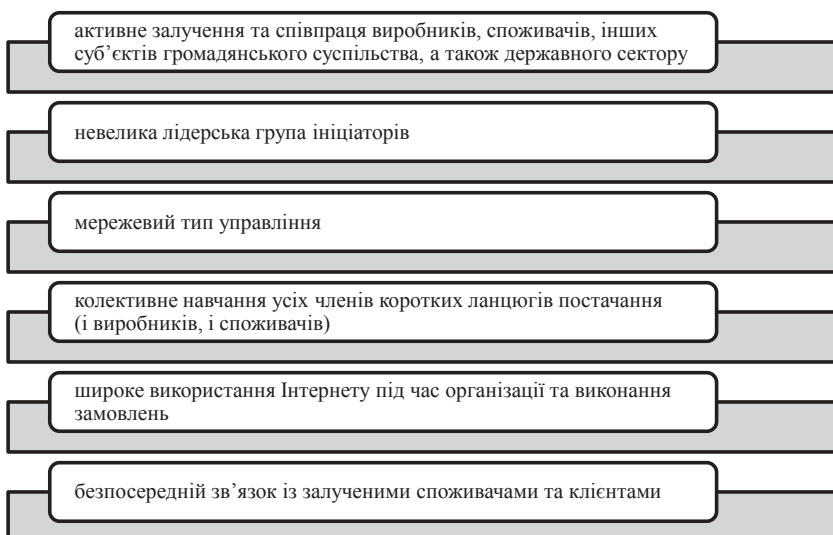 активне залучення та співпраця виробників, споживачів, інших
суб’єктів громадянського суспільства, а також державного сектору
невелика лідерська група ініціаторів
мережевий тип управління
колективне навчання усіх членів коротких ланцюгів постачання
(і виробників, і споживачів)
широке використання Інтернету під час організації та виконання
замовлень
безпосередній зв’язок із залученими споживачами та клієнтами